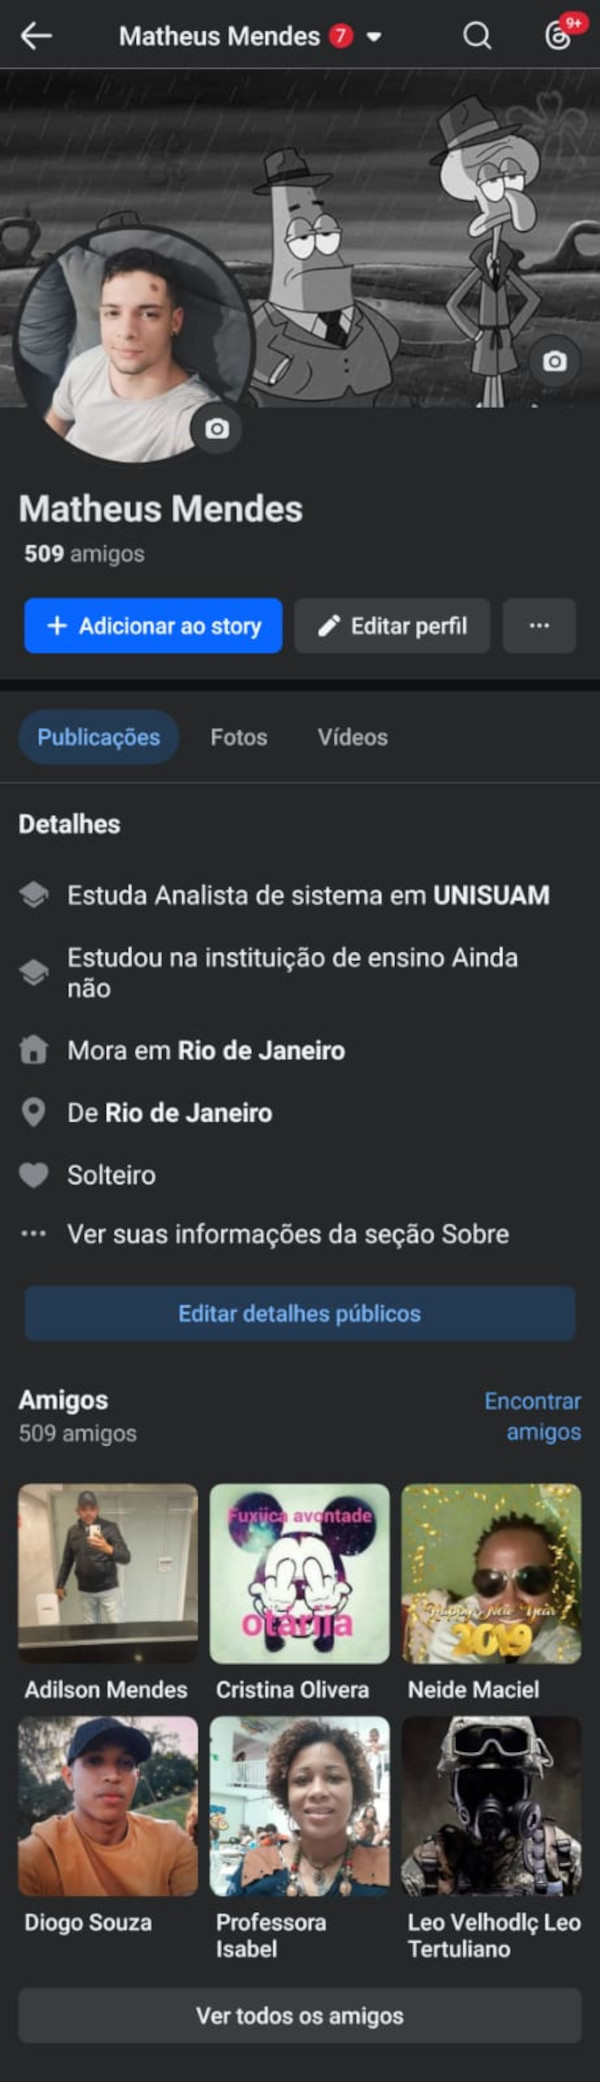 Matheus Mendes 7
9+
Matheus Mendes
509 amigos
+ Adicionar ao story
Editar perfil
...
Publicações
Fotos
Vídeos
Detalhes
Estuda Analista de sistema em UNISUAM
Estudou na instituição de ensino Ainda
não
Mora em Rio de Janeiro
De Rio de Janeiro
Solteiro
... Ver suas informações da seção Sobre
Editar detalhes públicos
Amigos
509 amigos
Encontrar
amigos
Fuxiica avontade
otáriia
Happy New Year
2019
Adilson Mendes
Cristina Olivera
Neide Maciel
Diogo Souza
Professora
Isabel
Leo Velhodlç Leo
Tertuliano
Ver todos os amigos